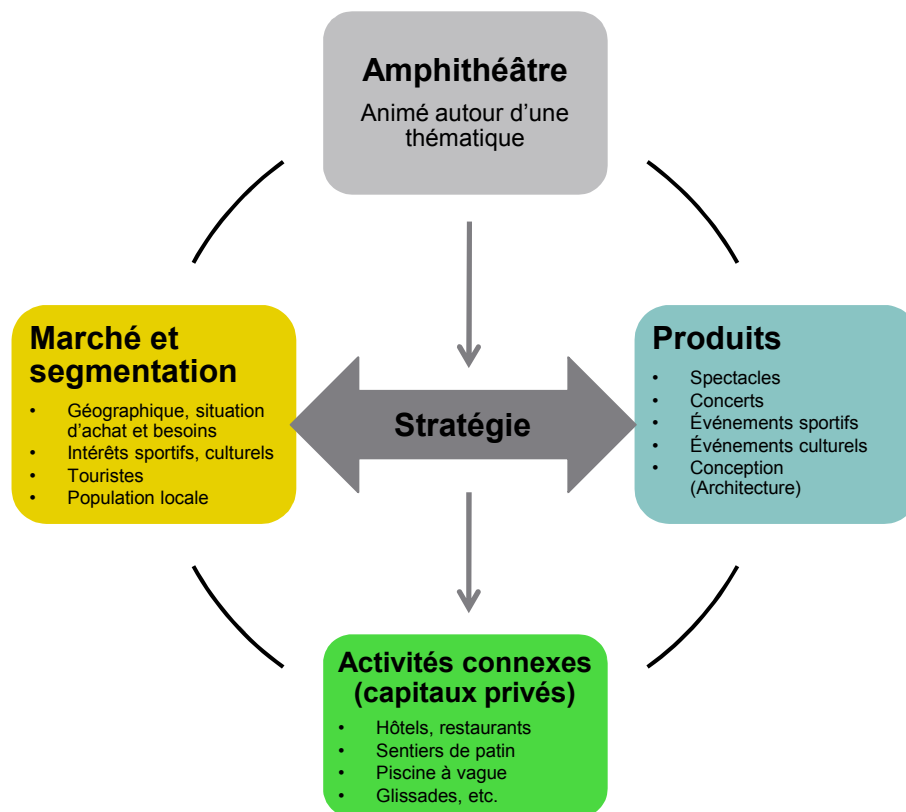 Amphithéâtre
Animé autour d’une
thématique
Marché et
segmentation
• Géographique, situation
d’achat et besoins
• Intérêts sportifs, culturels
• Touristes
• Population locale
Stratégie
Produits
• Spectacles
• Concerts
• Événements sportifs
• Événements culturels
• Conception
(Architecture)
Activités connexes
(capitaux privés)
• Hôtels, restaurants
• Sentiers de patin
• Piscine à vague
• Glissades, etc.